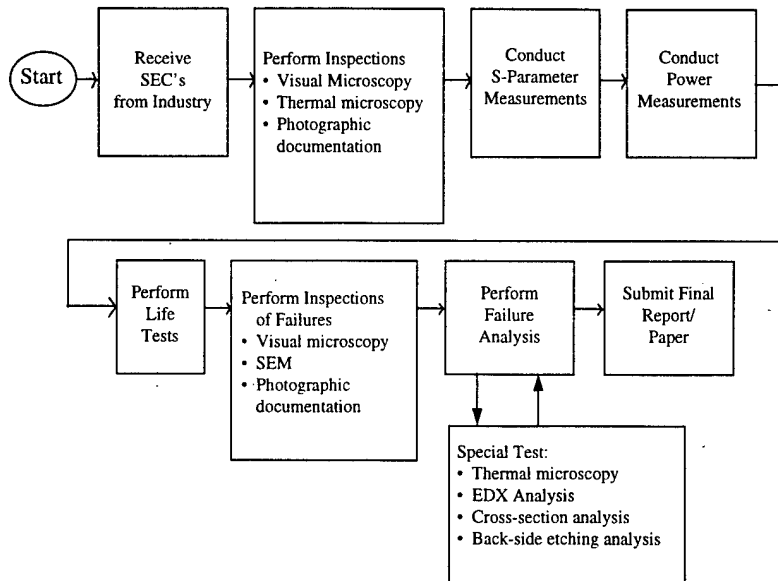 Start
Receive
SEC's
from Industry
Perform Inspections
• Visual Microscopy
• Thermal microscopy
• Photographic
documentation
Conduct
S-Parameter
Measurements
Conduct
Power
Measurements
Perform
Life
Tests
Perform Inspections
of Failures
• Visual microscopy
• SEM
• Photographic
documentation
Perform
Failure
Analysis
Submit Final
Report/
Paper
Special Test:
• Thermal microscopy
• EDX Analysis
• Cross-section analysis
• Back-side etching analysis